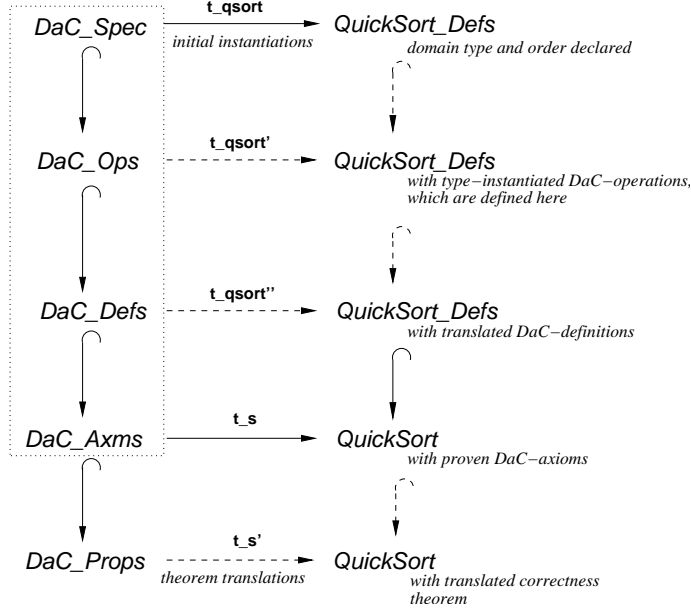 DaC_Spec
t_qsort
initial instantiations
QuickSort_Defs
domain type and order declared
DaC_Ops
t_qsort'
QuickSort_Defs
with type−instantiated DaC−operations,
which are defined here
DaC_Defs
t_qsort''
QuickSort_Defs
with translated DaC−definitions
DaC_Axms
t_s
QuickSort
with proven DaC−axioms
DaC_Props
t_s'
theorem translations
QuickSort
with translated correctness
theorem